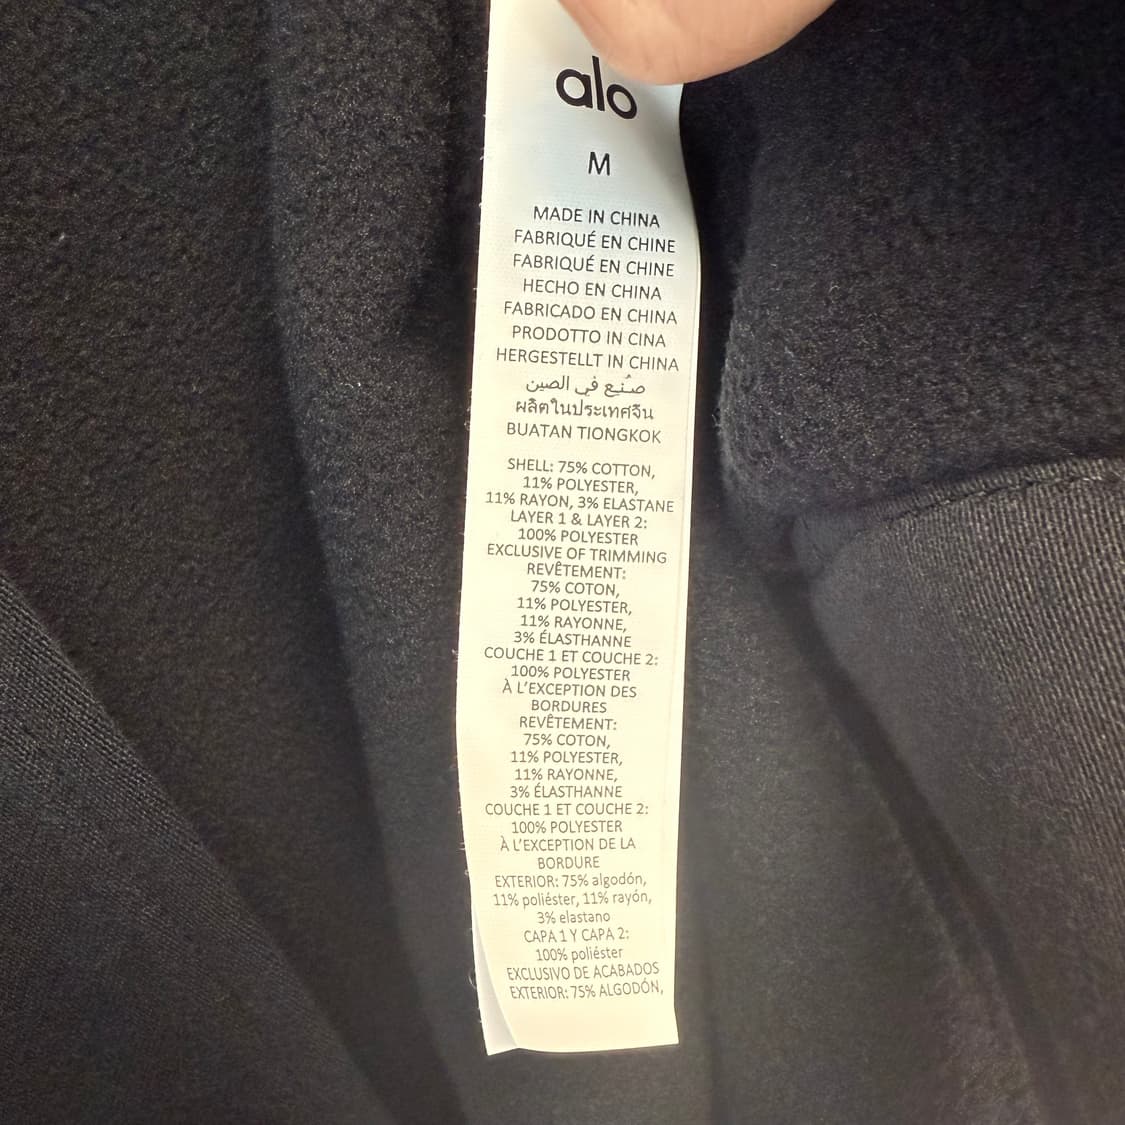 alo
M
MADE IN CHINA
FABRIQUÉ EN CHINE
FABRIQUÉ EN CHINE
HECHO EN CHINA
FABRICADO EN CHINA
PRODOTTO IN CINA
HERGESTELLT IN CHINA
صُنِع في الصين
ผลิตในประเทศจีน
BUATAN TIONGKOK
SHELL: 75% COTTON,
11% POLYESTER,
11% RAYON, 3% ELASTANE
LAYER 1 & LAYER 2:
100% POLYESTER
EXCLUSIVE OF TRIMMING
REVÊTEMENT:
75% COTON,
11% POLYESTER,
11% RAYONNE,
3% ÉLASTHANNE
COUCHE 1 ET COUCHE 2:
100% POLYESTER
À L'EXCEPTION DES
BORDURES
REVÊTEMENT:
75% COTON,
11% POLYESTER,
11% RAYONNE,
3% ÉLASTHANNE
COUCHE 1 ET COUCHE 2:
100% POLYESTER
À L'EXCEPTION DE LA
BORDURE
EXTERIOR: 75% algodón,
11% poliéster, 11% rayón,
3% elastano
CAPA 1 Y CAPA 2:
100% poliéster
EXCLUSIVO DE ACABADOS
EXTERIOR: 75% ALGODÓN,